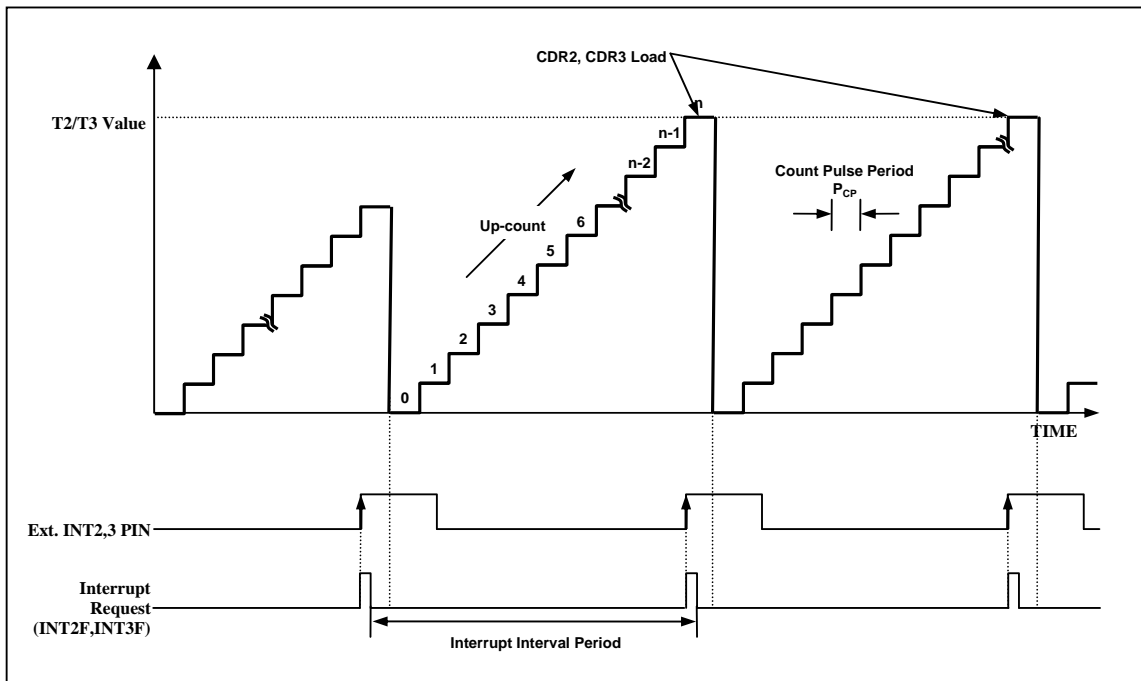 CDR2, CDR3 Load
n
T2/T3 Value
n-1
n-2
Count Pulse Period
P_CP
Up-count
6
5
4
3
2
1
0
TIME
Ext. INT2,3 PIN
Interrupt
Request
(INT2F,INT3F)
Interrupt Interval Period